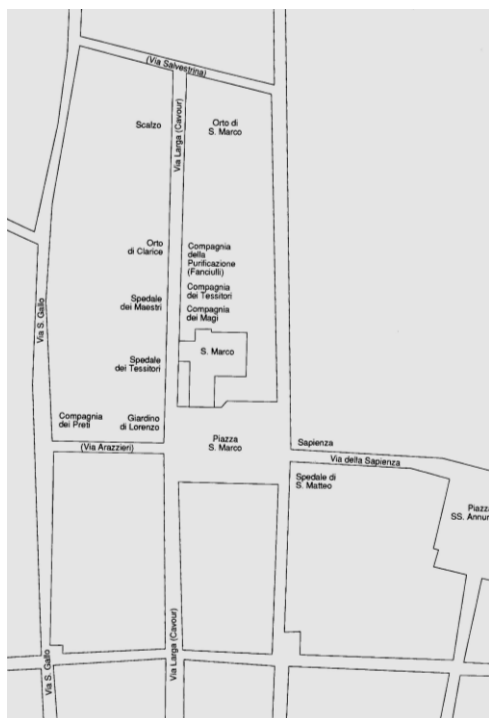 (Via Salvestrina)
Scalzo
Via Larga (Cavour)
Orto di
S. Marco
Orto
di Clarice
Compagnia
della
Purificazione
(Fanciulli)
Compagnia
dei Tessitori
Spedale
dei Maestri
Compagnia
dei Magi
Via S. Gallo
S. Marco
Spedale
dei Tessitori
Compagnia
dei Preti
Giardino
di Lorenzo
(Via Arazzieri)
Piazza
S. Marco
Sapienza
Via della Sapienza
Spedale di
S. Matteo
Piazza
SS. Annun
Via Larga (Cavour)
Via S. Gallo